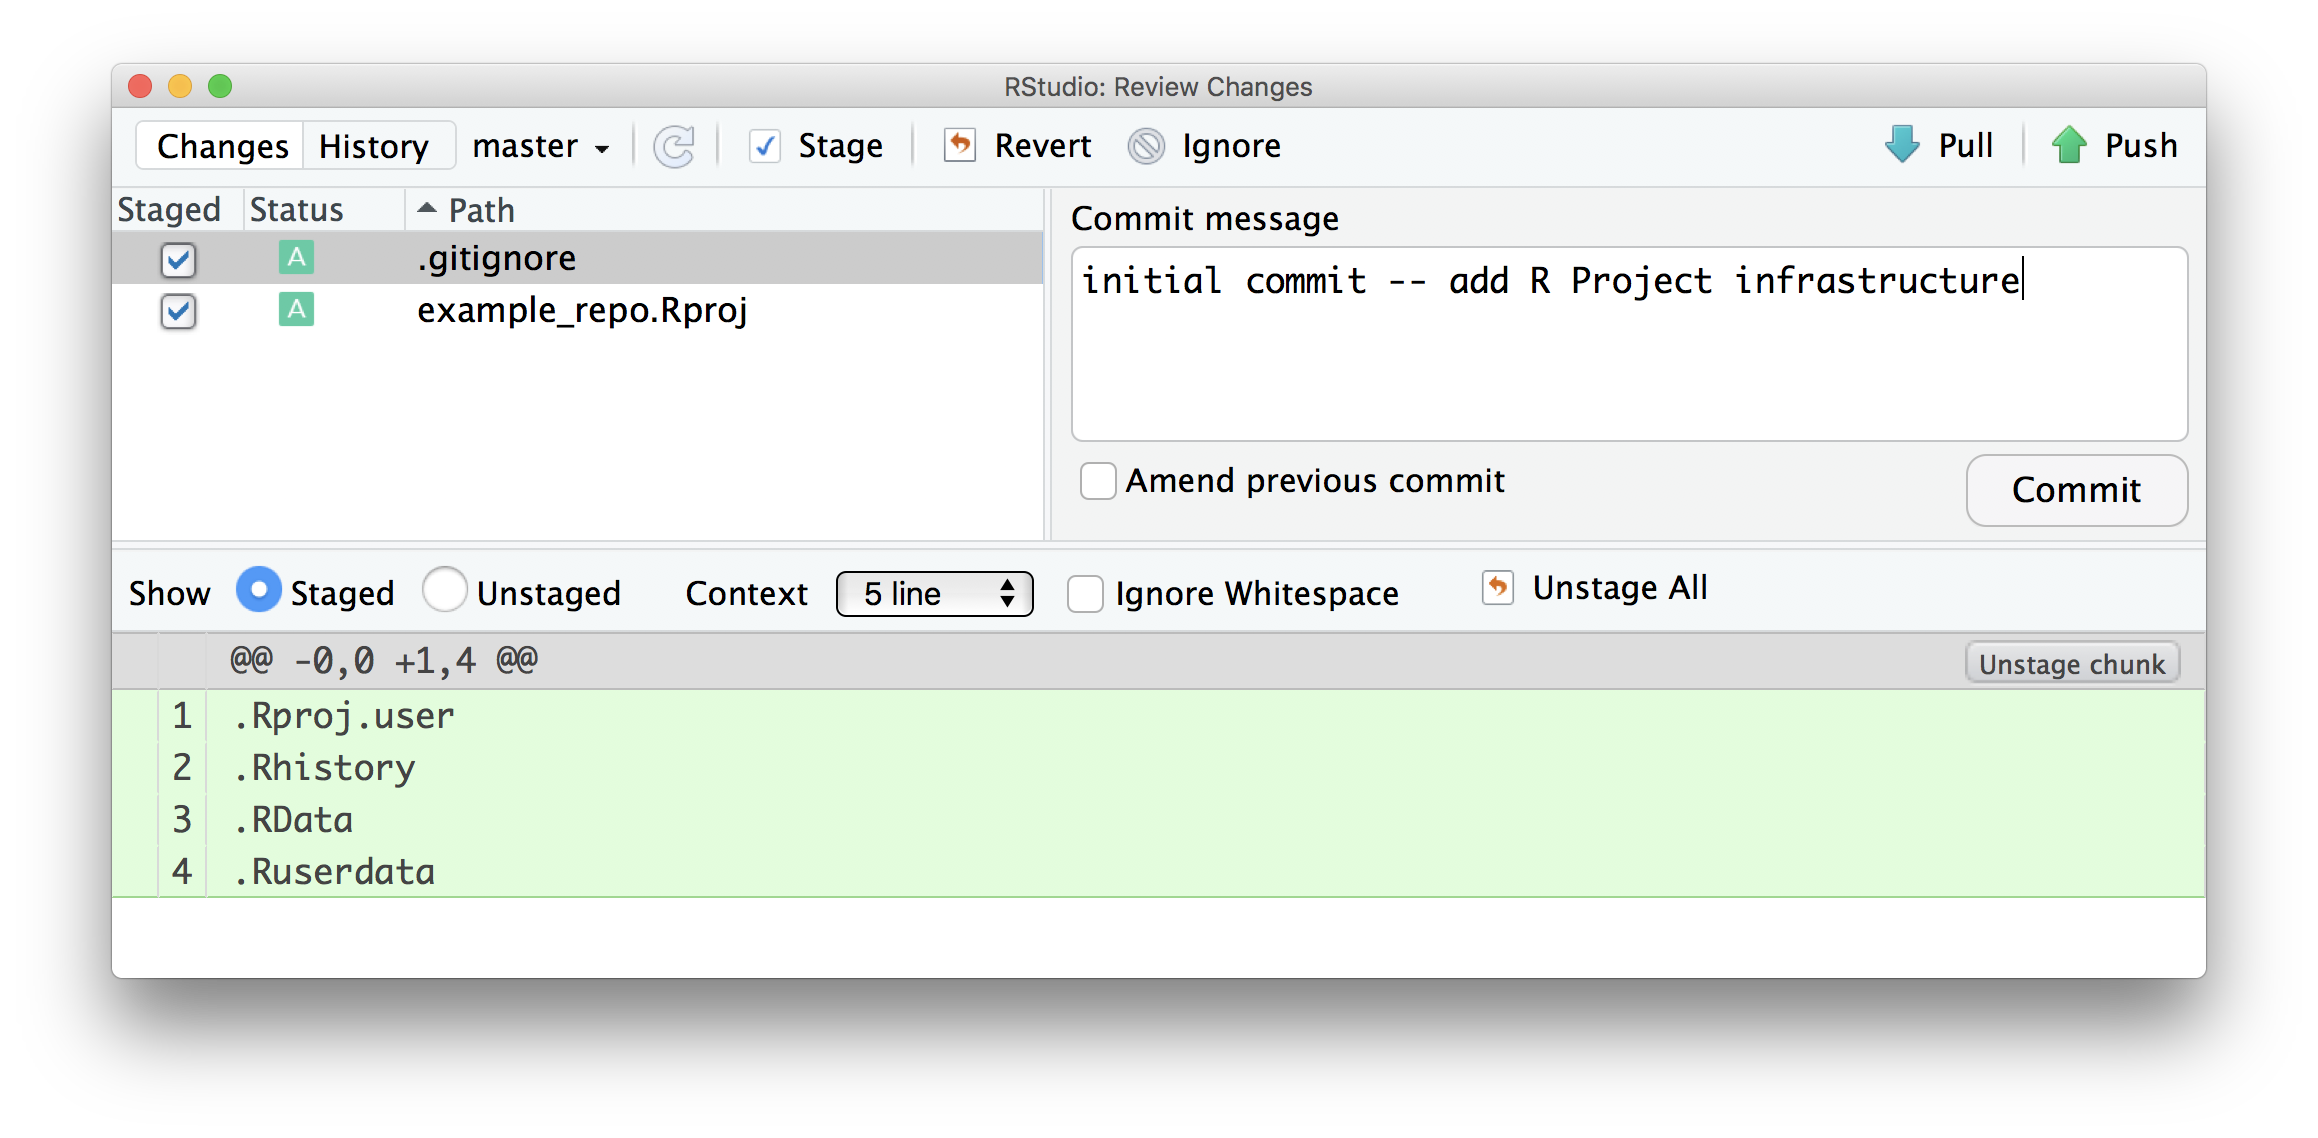 RStudio: Review Changes
Changes History master Stage Revert Ignore Pull Push
Staged Status Path
A .gitignore
A example_repo.Rproj
Commit message
initial commit -- add R Project infrastructure
Amend previous commit
Commit
Show Staged Unstaged Context 5 line Ignore Whitespace Unstage All
@@ -0,0 +1,4 @@ Unstage chunk
1 .Rproj.user
2 .Rhistory
3 .RData
4 .Ruserdata